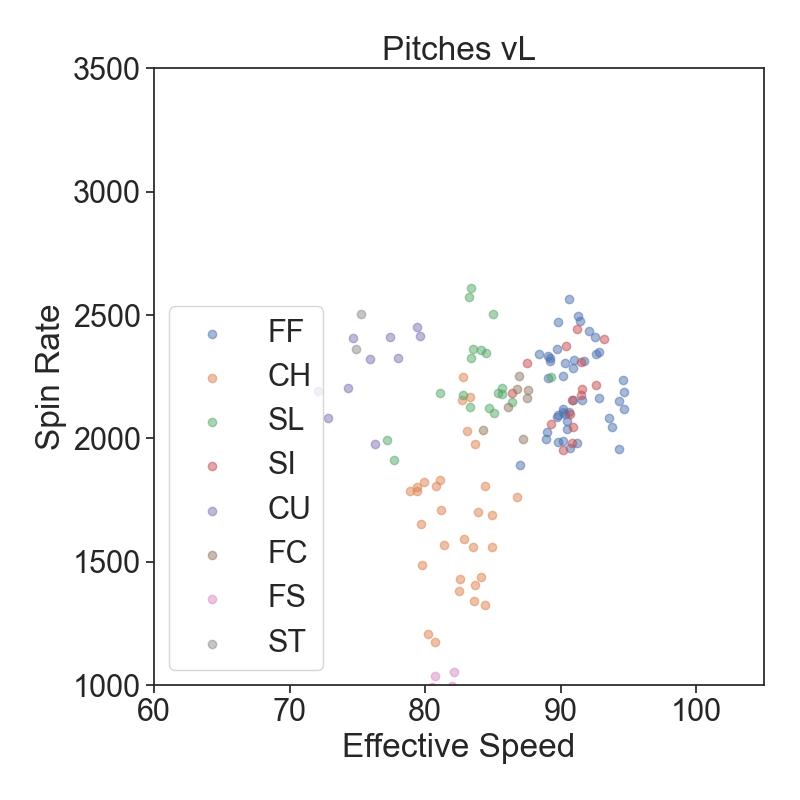 Pitches vL
3500
3000
2500
2000
1500
1000
Spin Rate
FF
CH
SL
SI
CU
FC
FS
ST
60 70 80 90 100
Effective Speed